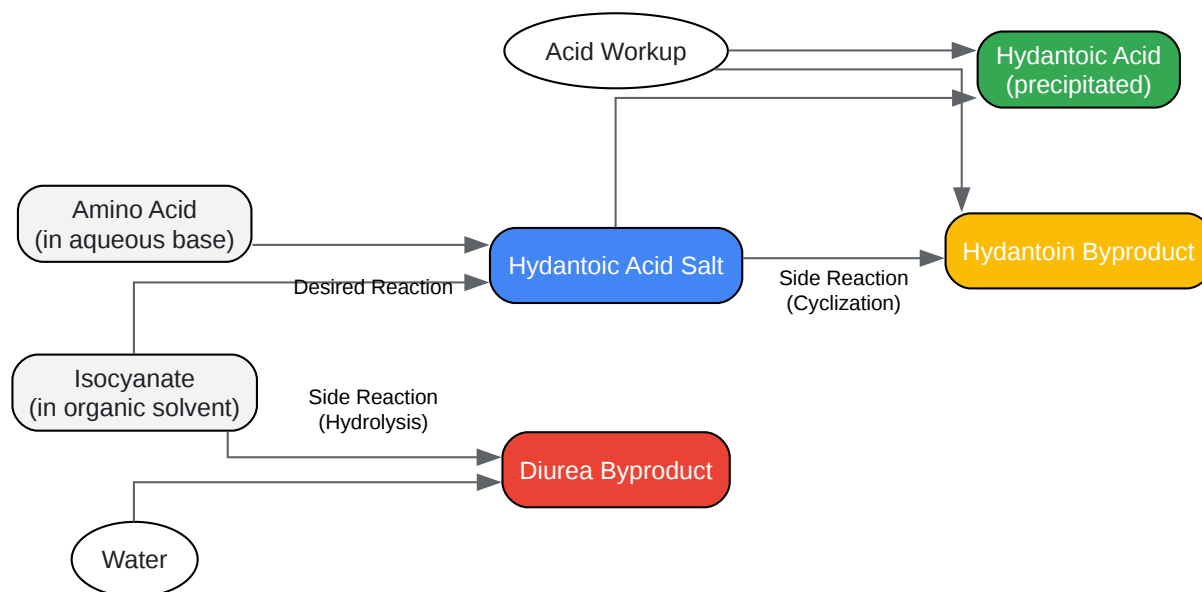 Acid Workup
Hydantoic Acid
(precipitated)
Amino Acid
(in aqueous base)
Hydantoic Acid Salt
Hydantoin Byproduct
Desired Reaction
Side Reaction
(Cyclization)
Isocyanate
(in organic solvent)
Side Reaction
(Hydrolysis)
Diurea Byproduct
Water